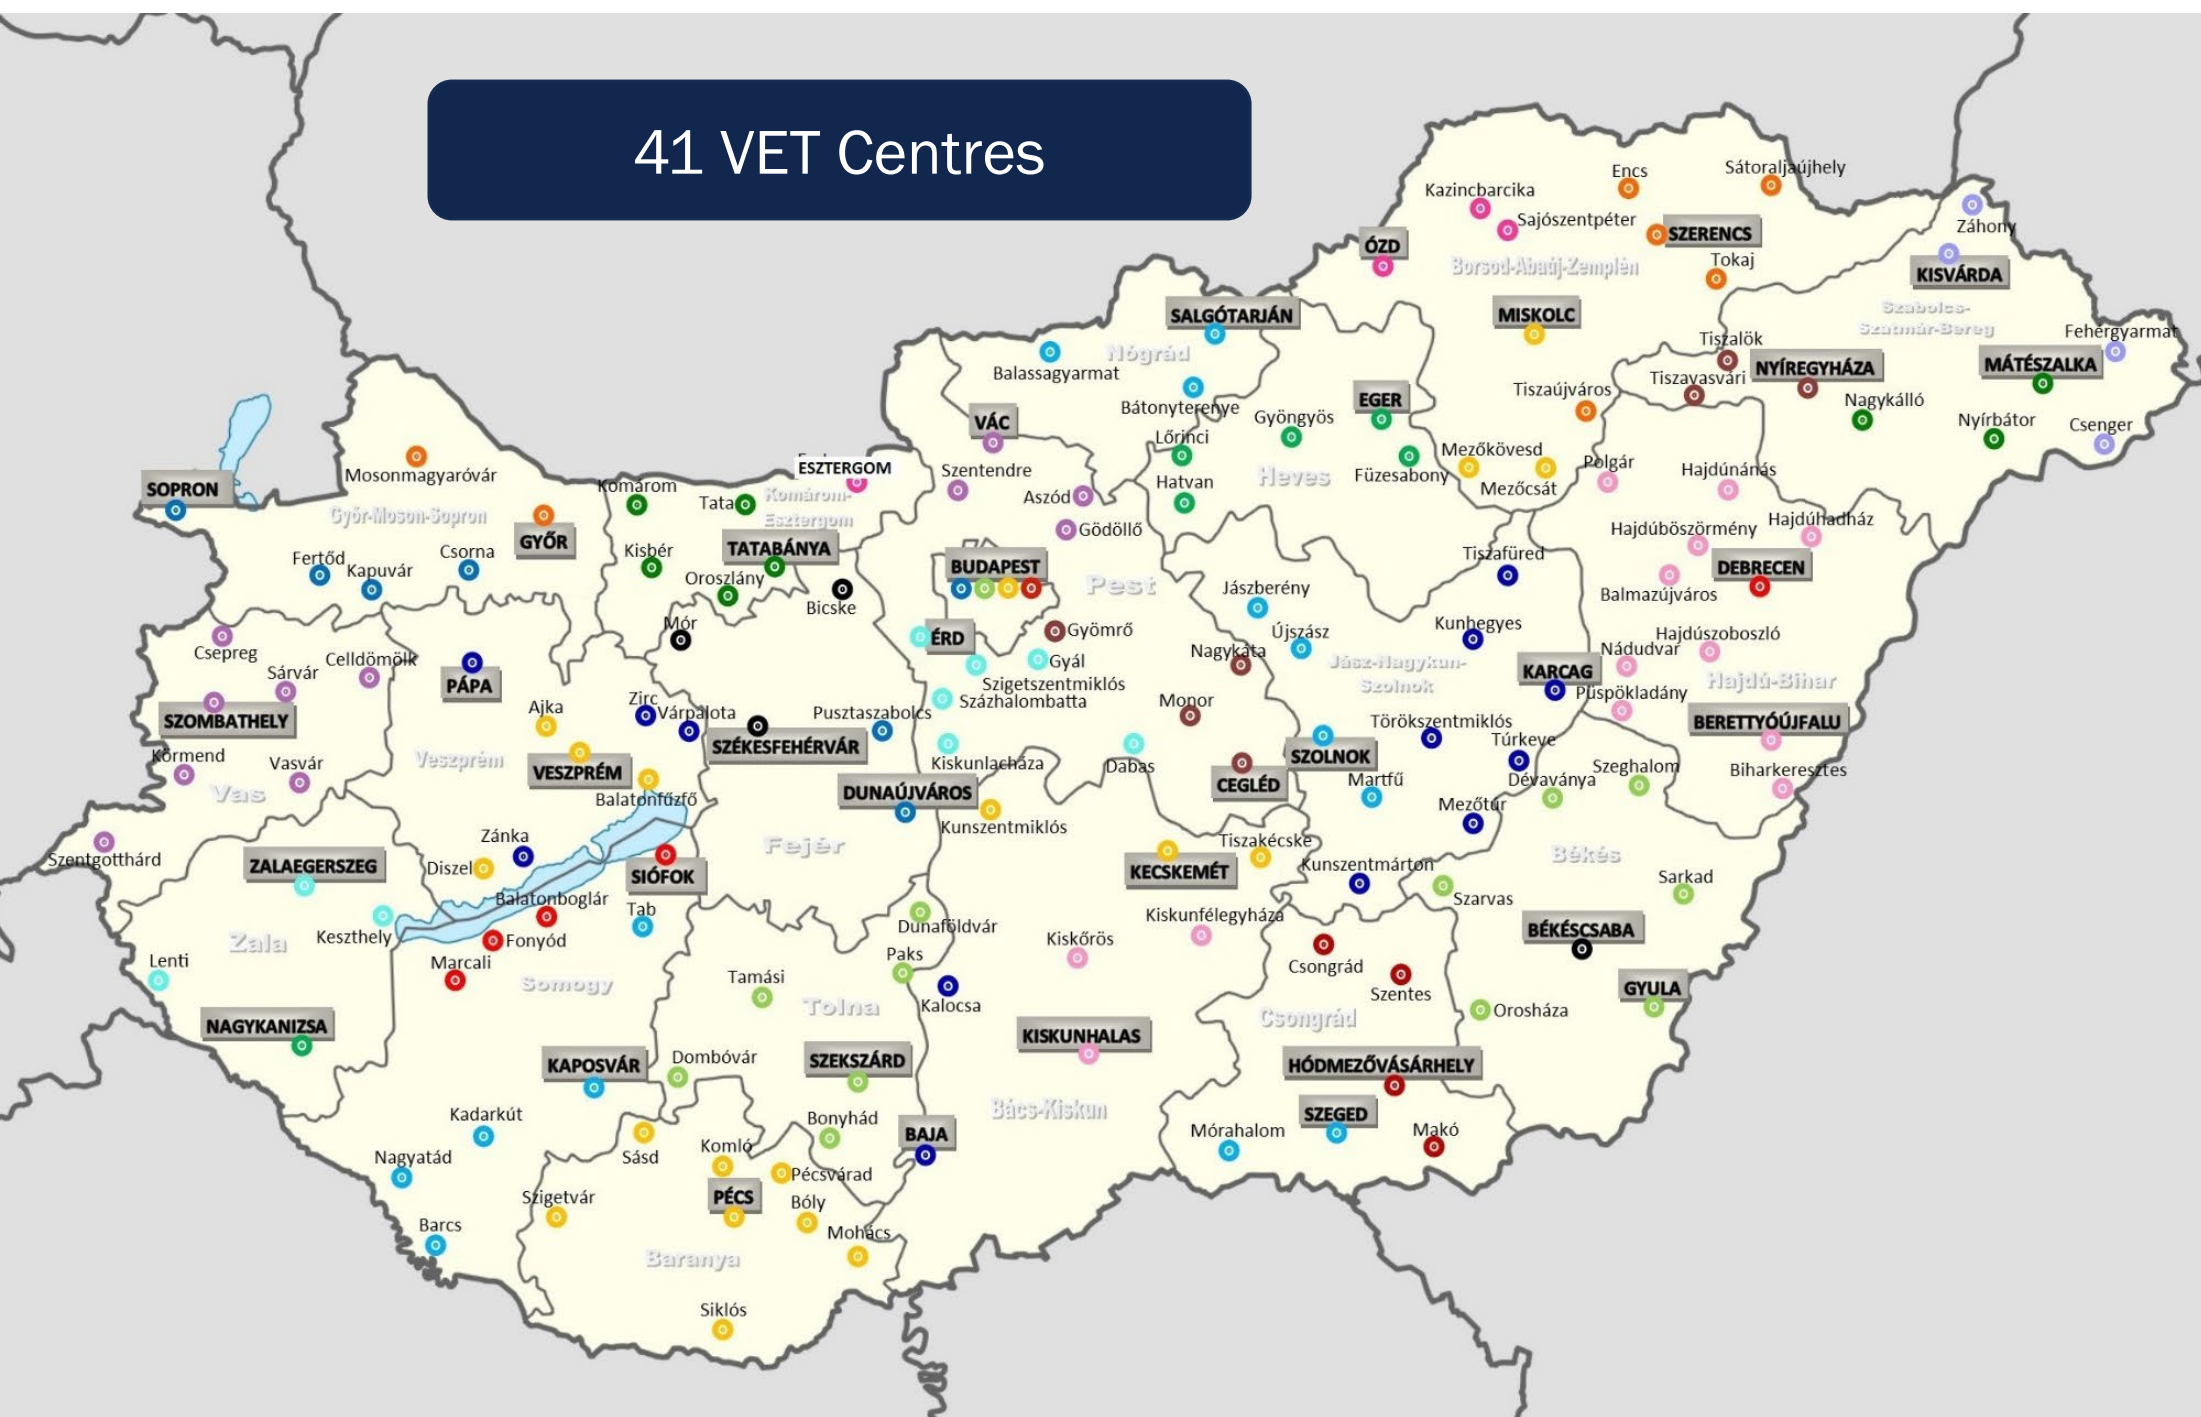 41 VET Centres
Encs
Sátoraljaújhely
Kazincbarcika
Sajószentpéter
SZERENCS
Záhony
ÓZD
Borsod-Abaúj-Zemplén
Tokaj
KISVÁRDA
SALGÓTARJÁN
MISKOLC
Szabolcs-
Szatmár-Bereg
Fehérgyarmat
Tiszalök
Nógrád
Balassagyarmat
NYÍREGYHÁZA
MÁTÉSZALKA
Tiszavasvári
Tiszaújváros
Bátonyterenye
EGER
Nagykálló
Gyöngyös
VÁC
Nyírbátor
Csenger
Lőrinci
Mezőkövesd
Polgár
Mosonmagyaróvár
ESZTERGOM
Szentendre
Heves
Füzesabony
Hajdúnánás
SOPRON
Komárom
Hatvan
Mezőcsát
Tata
Komárom-
Esztergom
Aszód
Győr-Moson-Sopron
Gödöllő
Hajdúböszörmény
Hajdúhadház
GYŐR
TATABÁNYA
Csorna
Kisbér
Tiszafüred
Fertőd
Kapuvár
BUDAPEST
DEBRECEN
Oroszlány
Pest
Jászberény
Balmazújváros
Bicske
Mór
Gyömrő
Újszász
Kunhegyes
Hajdúszoboszló
ÉRD
Csepreg
Celldömölk
Nagykáta
Nádudvar
Gyál
Jász-Nagykun-
Szolnok
Sárvár
KARCAG
PÁPA
Szigetszentmiklós
Hajdú-Bihar
Püspökladány
Zirc
Százhalombatta
Monor
Ajka
Várpalota
Pusztaszabolcs
SZOMBATHELY
Törökszentmiklós
BERETTYÓÚJFALU
SZÉKESFEHÉRVÁR
Túrkeve
Körmend
SZOLNOK
Vasvár
Veszprém
Kiskunlacháza
Dabas
Szeghalom
Biharkeresztes
VESZPRÉM
Martfű
Dévaványa
CEGLÉD
Vas
DUNAÚJVÁROS
Balatonfűzfő
Mezőtúr
Kunszentmiklós
Zánka
Fejér
Tiszakécske
Békés
Szentgotthárd
ZALAEGERSZEG
Diszel
SIÓFOK
KECSKEMÉT
Kunszentmárton
Sarkad
Balatonboglár
Szarvas
Tab
Kiskunfélegyháza
Dunaföldvár
BÉKÉSCSABA
Keszthely
Zala
Fonyód
Kiskőrös
Lenti
Marcali
Paks
Csongrád
Tamási
Somogy
Szentes
GYULA
Tolna
Kalocsa
Csongrád
Orosháza
NAGYKANIZSA
KISKUNHALAS
KAPOSVÁR
Dombóvár
SZEKSZÁRD
HÓDMEZŐVÁSÁRHELY
Bács-Kiskun
Kadarkút
Bonyhád
SZEGED
BAJA
Mórahalom
Makó
Nagyatád
Sásd
Komló
Pécsvárad
Szigetvár
PÉCS
Bóly
Barcs
Mohács
Baranya
Siklós